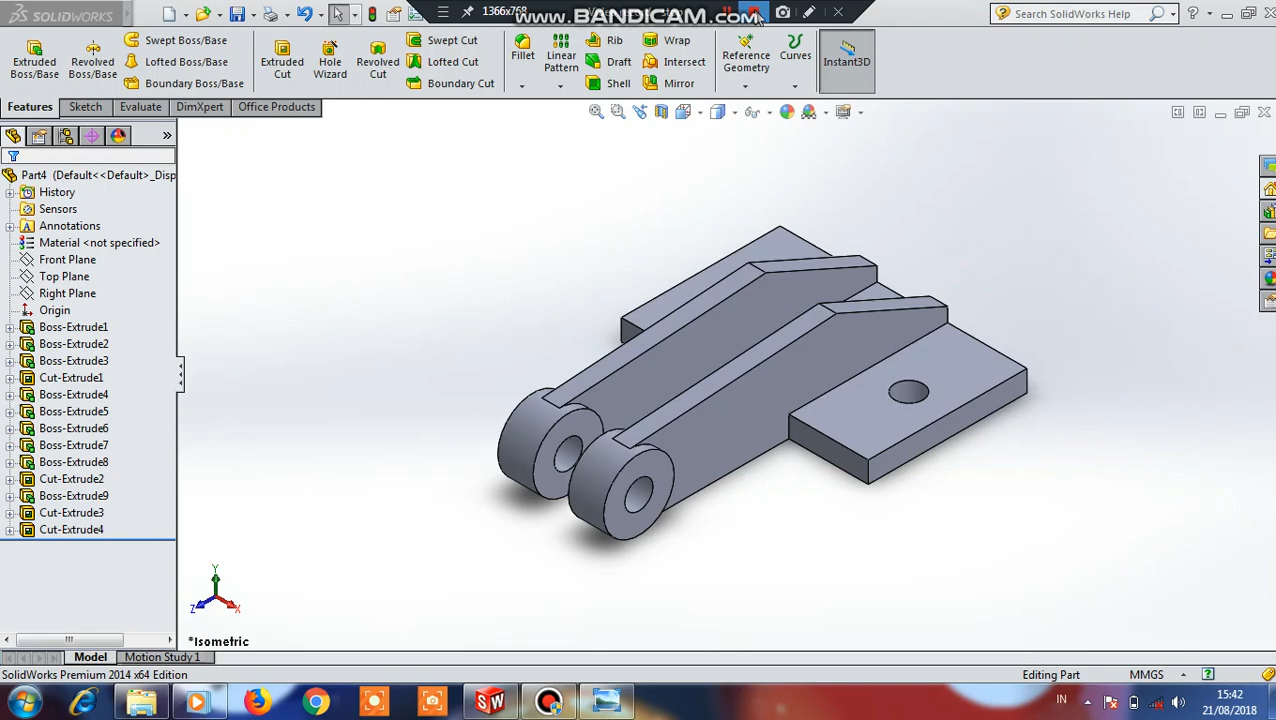 SOLIDWORKS
1366x768
www.BANDICAM.com
Search SolidWorks Help
Extruded Boss/Base
Revolved Boss/Base
Swept Boss/Base
Lofted Boss/Base
Boundary Boss/Base
Extruded Cut
Hole Wizard
Revolved Cut
Swept Cut
Lofted Cut
Boundary Cut
Fillet
Linear Pattern
Rib
Draft
Shell
Wrap
Intersect
Mirror
Reference Geometry
Curves
Instant3D
Features
Sketch
Evaluate
DimXpert
Office Products
Part4 (Default<<Default>_Disp
History
Sensors
Annotations
Material <not specified>
Front Plane
Top Plane
Right Plane
Origin
Boss-Extrude1
Boss-Extrude2
Boss-Extrude3
Cut-Extrude1
Boss-Extrude4
Boss-Extrude5
Boss-Extrude6
Boss-Extrude7
Boss-Extrude8
Cut-Extrude2
Boss-Extrude9
Cut-Extrude3
Cut-Extrude4
Y
Z
X
*Isometric
Model
Motion Study 1
SolidWorks Premium 2014 x64 Edition
Editing Part
MMGS
IN
15:42
21/08/2018